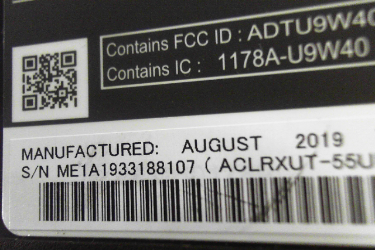 Contains FCC ID : ADTU9W40
Contains IC : 1178A-U9W40
MANUFACTURED: AUGUST 2019
S/N ME1A1933188107 ( ACLRXUT-55U